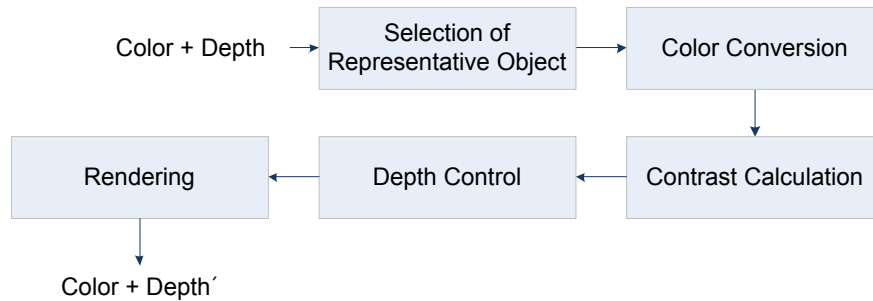 Color + Depth
Selection of
Representative Object
Color Conversion
Contrast Calculation
Depth Control
Rendering
Color + Depth´